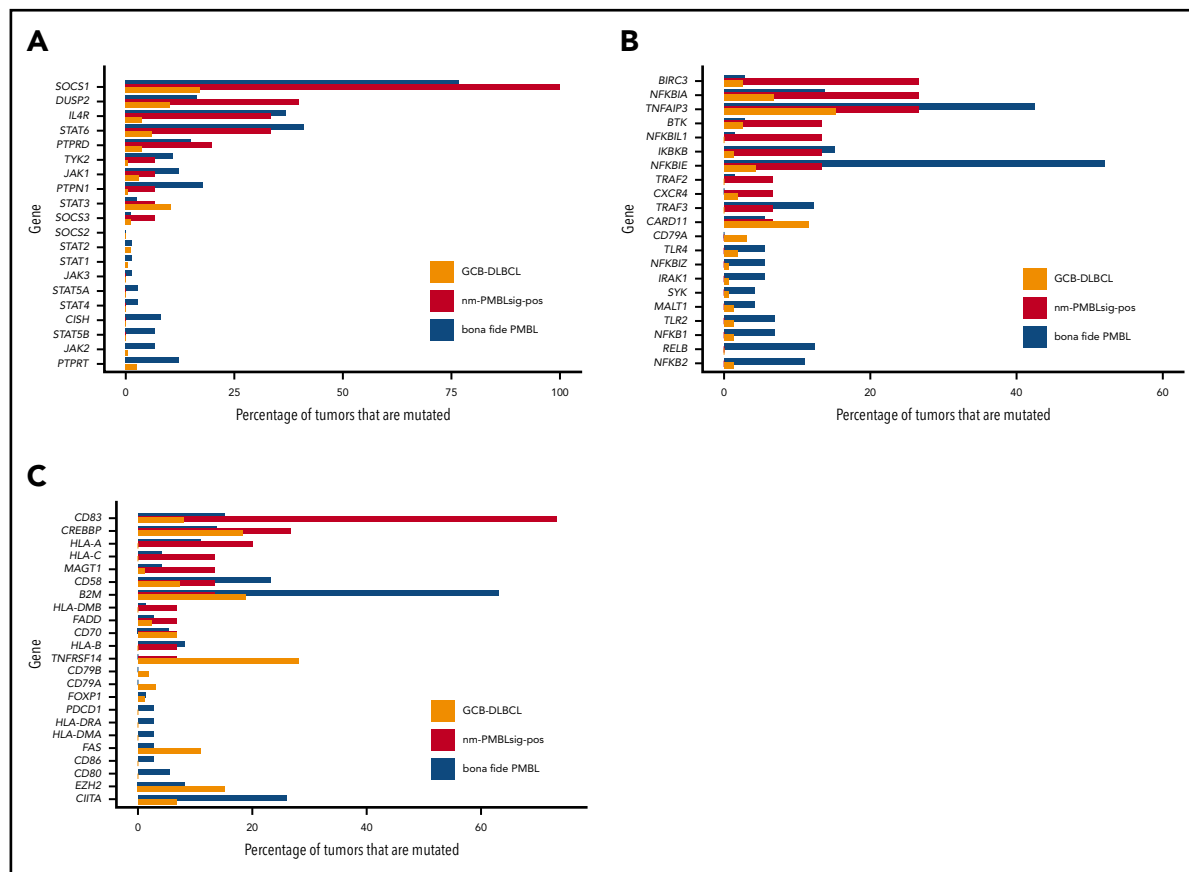 A
Gene
SOCS1
DUSP2
IL4R
STAT6
PTPRD
TYK2
JAK1
PTPN1
STAT3
SOCS3
SOCS2
STAT2
STAT1
JAK3
STAT5A
STAT4
CISH
STAT5B
JAK2
PTPRT
GCB-DLBCL
nm-PMBLsig-pos
bona fide PMBL
0 25 50 75 100
Percentage of tumors that are mutated
B
Gene
BIRC3
NFKBIA
TNFAIP3
BTK
NFKBIL1
IKBKB
NFKBIE
TRAF2
CXCR4
TRAF3
CARD11
CD79A
TLR4
NFKBIZ
IRAK1
SYK
MALT1
TLR2
NFKB1
RELB
NFKB2
GCB-DLBCL
nm-PMBLsig-pos
bona fide PMBL
0 20 40 60
Percentage of tumors that are mutated
C
Gene
CD83
CREBBP
HLA-A
HLA-C
MAGT1
CD58
B2M
HLA-DMB
FADD
CD70
HLA-B
TNFRSF14
CD79B
CD79A
FOXP1
PDCD1
HLA-DRA
HLA-DMA
FAS
CD86
CD80
EZH2
CIITA
GCB-DLBCL
nm-PMBLsig-pos
bona fide PMBL
0 20 40 60
Percentage of tumors that are mutated